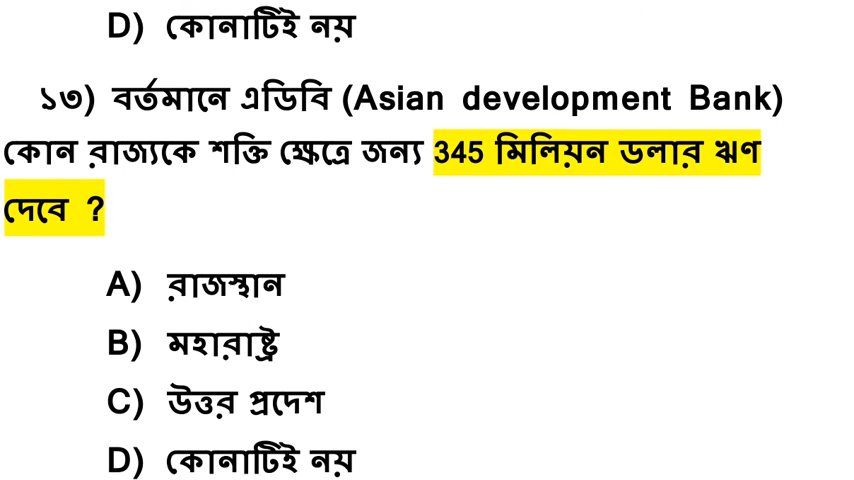 D) কোনাটিই নয়
১৩) বর্তমানে এডিবি (Asian development Bank)
কোন রাজ্যকে শক্তি ক্ষেত্রে জন্য 345 মিলিয়ন ডলার ঋণ
দেবে ?
A) রাজস্থান
B) মহারাষ্ট্র
C) উত্তর প্রদেশ
D) কোনাটিই নয়